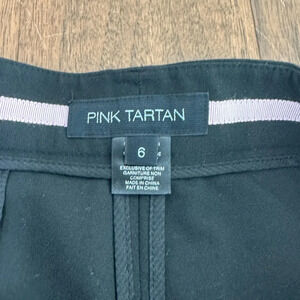 PINK TARTAN
6
EXCLUSIVE OF TRIM
GARNITURE NON
COMPRISE
MADE IN CHINA
FAIT EN CHINE